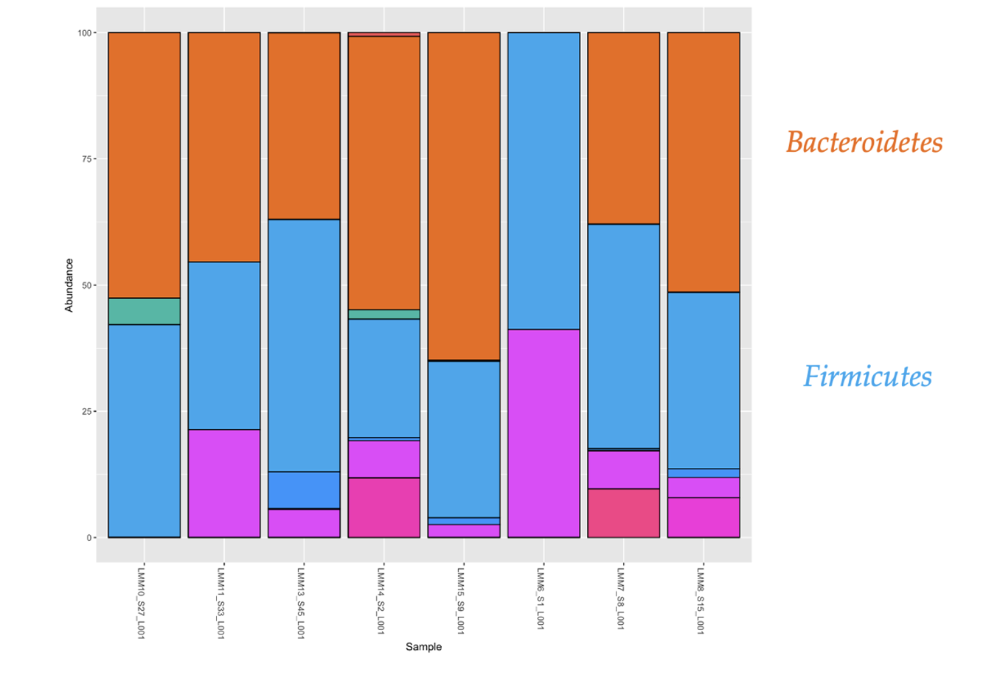 100
75
50
25
0
Abundance
LMM10_S27_L001
LMM11_S33_L001
LMM13_S45_L001
LMM14_S2_L001
LMM15_S9_L001
LMM6_S1_L001
LMM7_S8_L001
LMM8_S15_L001
Sample
Bacteroidetes
Firmicutes